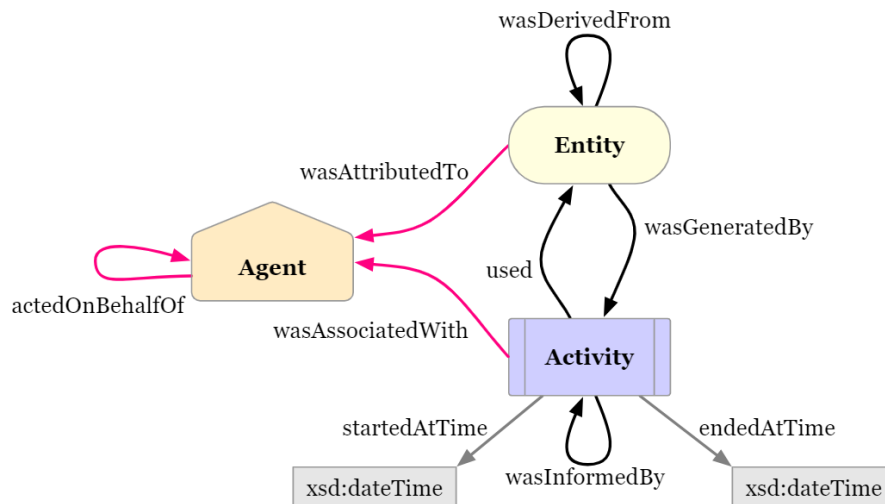 wasDerivedFrom
Entity
wasAttributedTo
wasGeneratedBy
Agent
used
actedOnBehalfOf
wasAssociatedWith
Activity
startedAtTime
endedAtTime
wasInformedBy
xsd:dateTime
xsd:dateTime